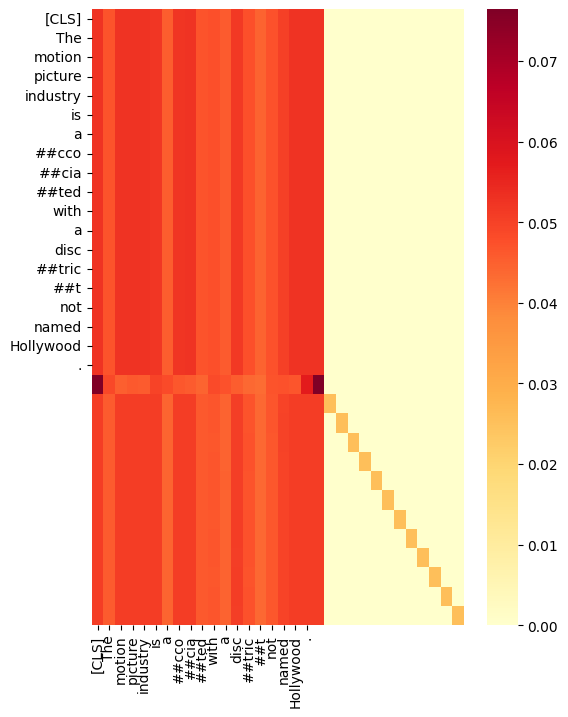 [CLS]
The
motion
picture
industry
is
a
##cco
##cia
##ted
with
a
disc
##tric
##t
not
named
Hollywood
.
0.07
0.06
0.05
0.04
0.03
0.02
0.01
0.00
[CLS]
The
motion
picture
industry
is
a
##cco
##cia
##ted
with
a
disc
##tric
##t
not
named
Hollywood
.